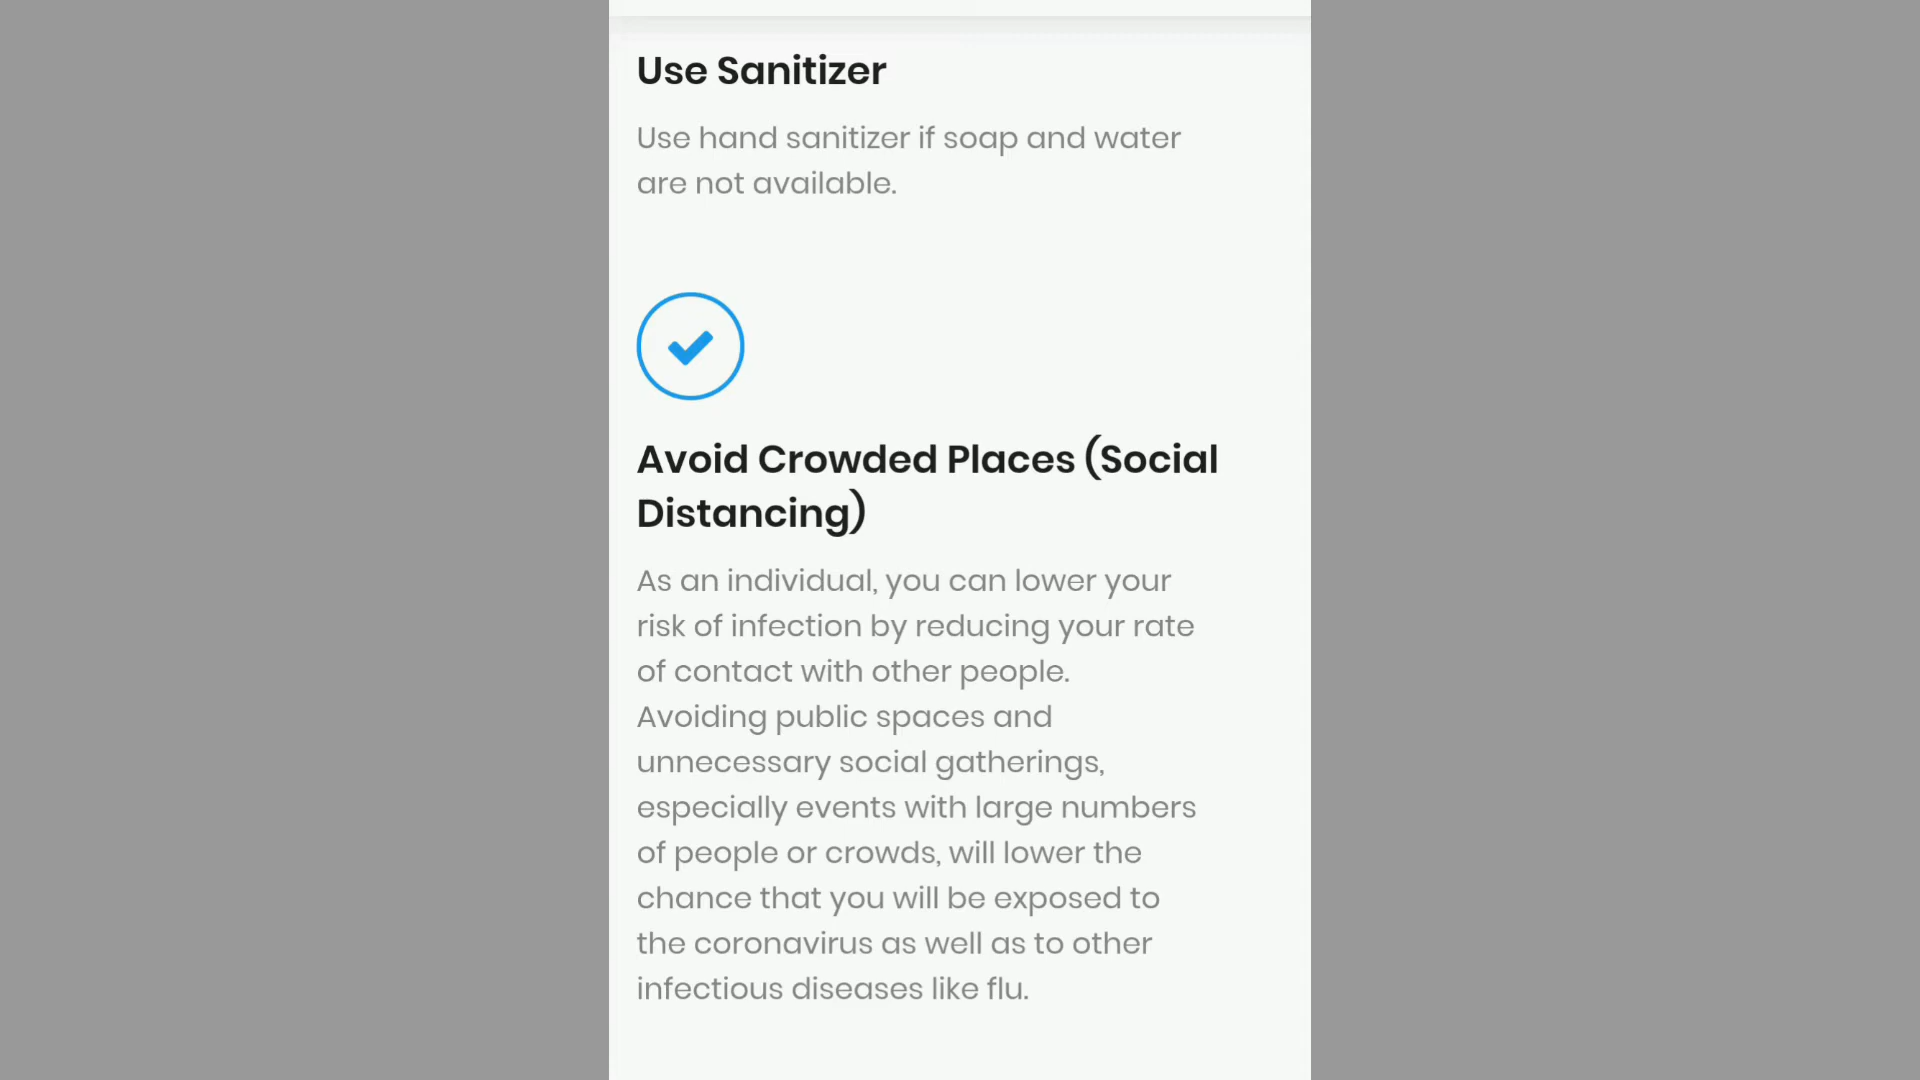 Use Sanitizer
Use hand sanitizer if soap and water
are not available.
Avoid Crowded Places (Social
Distancing)
As an individual, you can lower your
risk of infection by reducing your rate
of contact with other people.
Avoiding public spaces and
unnecessary social gatherings,
especially events with large numbers
of people or crowds, will lower the
chance that you will be exposed to
the coronavirus as well as to other
infectious diseases like flu.